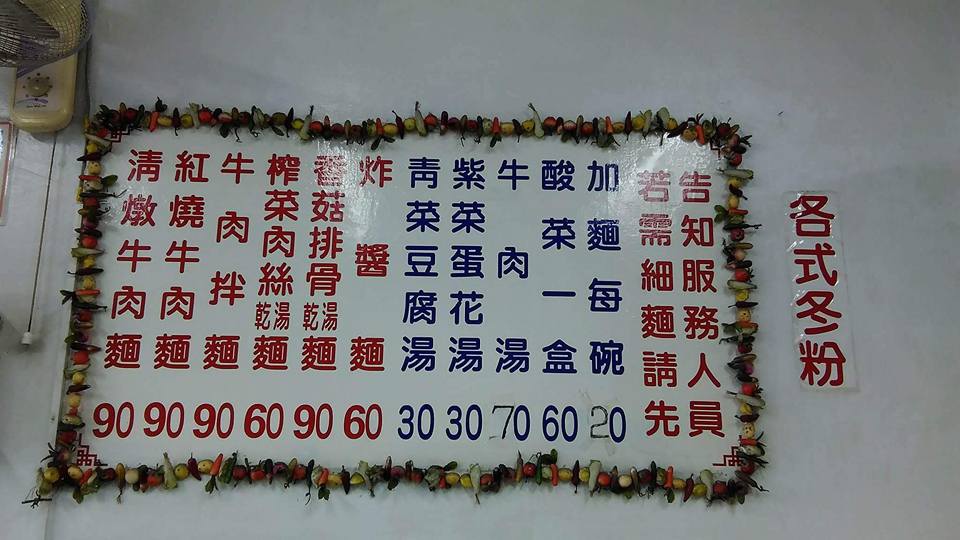 清燉牛肉麵 90
紅燒牛肉麵 90
牛肉拌麵 90
榨菜肉絲乾湯麵 60
香菇排骨乾湯麵 90
炸醬麵 60
青菜豆腐湯 30
紫菜蛋花湯 30
牛肉湯 70
酸菜一盒 60
加麵每碗 20
若需細麵請先
告知服務人員
各式冬粉